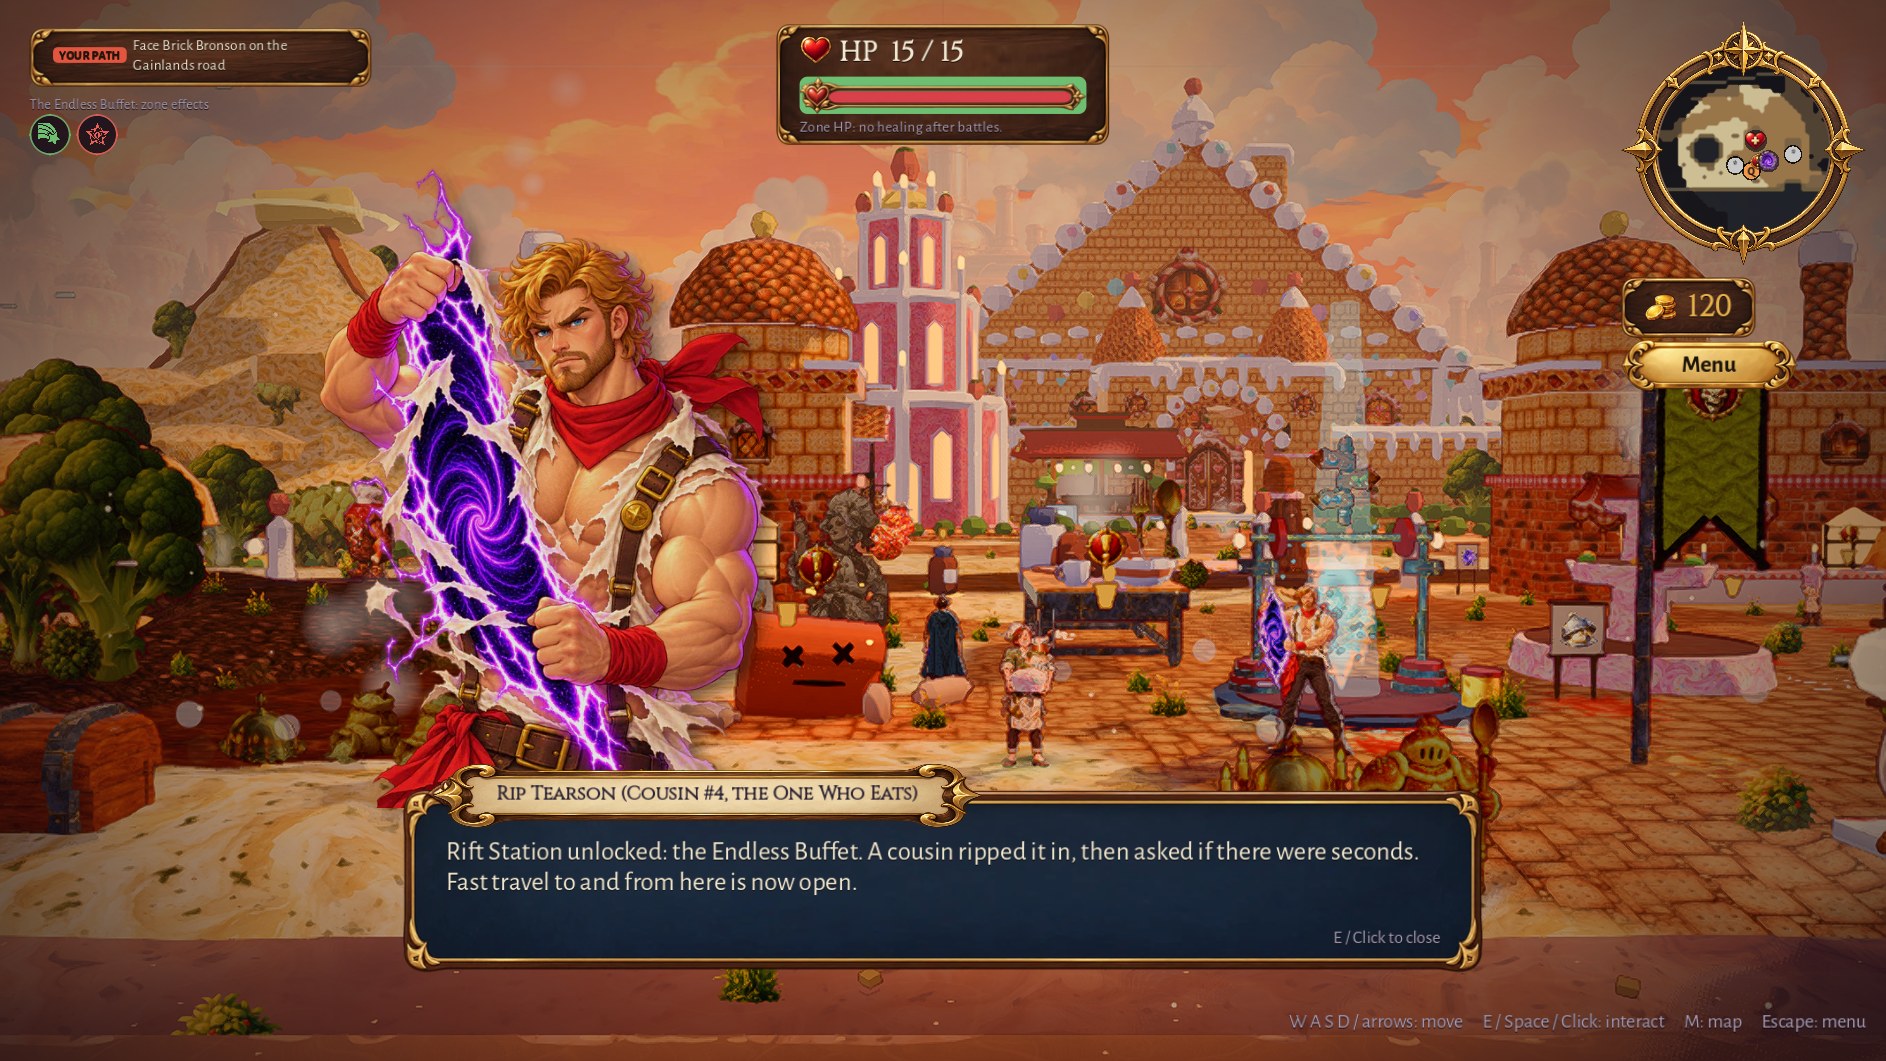 YOUR PATH
Face Brick Bronson on the
Gainlands road
The Endless Buffet: zone effects
HP 15 / 15
Zone HP: no healing after battles.
120
Menu
Q
Rip Tearson (Cousin #4, the One Who Eats)
Rift Station unlocked: the Endless Buffet. A cousin ripped it in, then asked if there were seconds.
Fast travel to and from here is now open.
E / Click to close
W A S D / arrows: move E / Space / Click: interact M: map Escape: menu